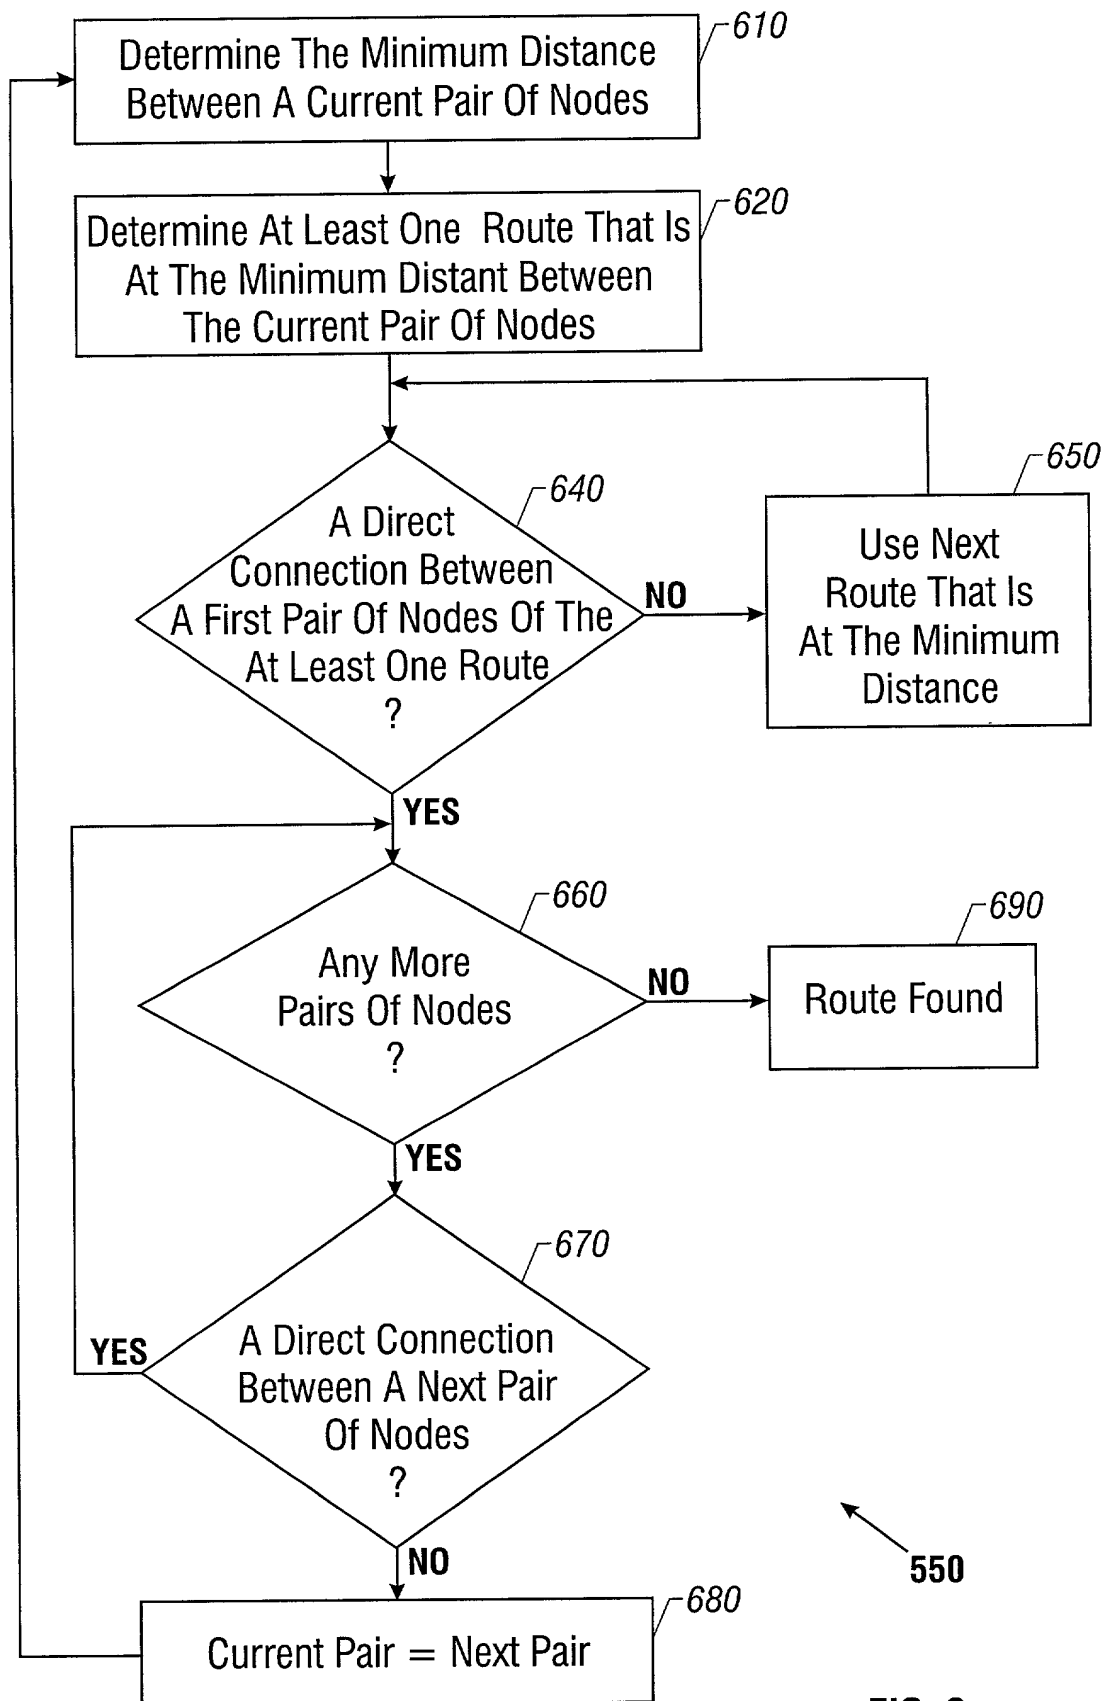 610
Determine The Minimum Distance
Between A Current Pair Of Nodes
620
Determine At Least One Route That Is
At The Minimum Distant Between
The Current Pair Of Nodes
640
A Direct
Connection Between
A First Pair Of Nodes Of The
At Least One Route
?
NO
650
Use Next
Route That Is
At The Minimum
Distance
YES
660
Any More
Pairs Of Nodes
?
NO
690
Route Found
YES
670
A Direct Connection
Between A Next Pair
Of Nodes
?
YES
NO
550
680
Current Pair = Next Pair